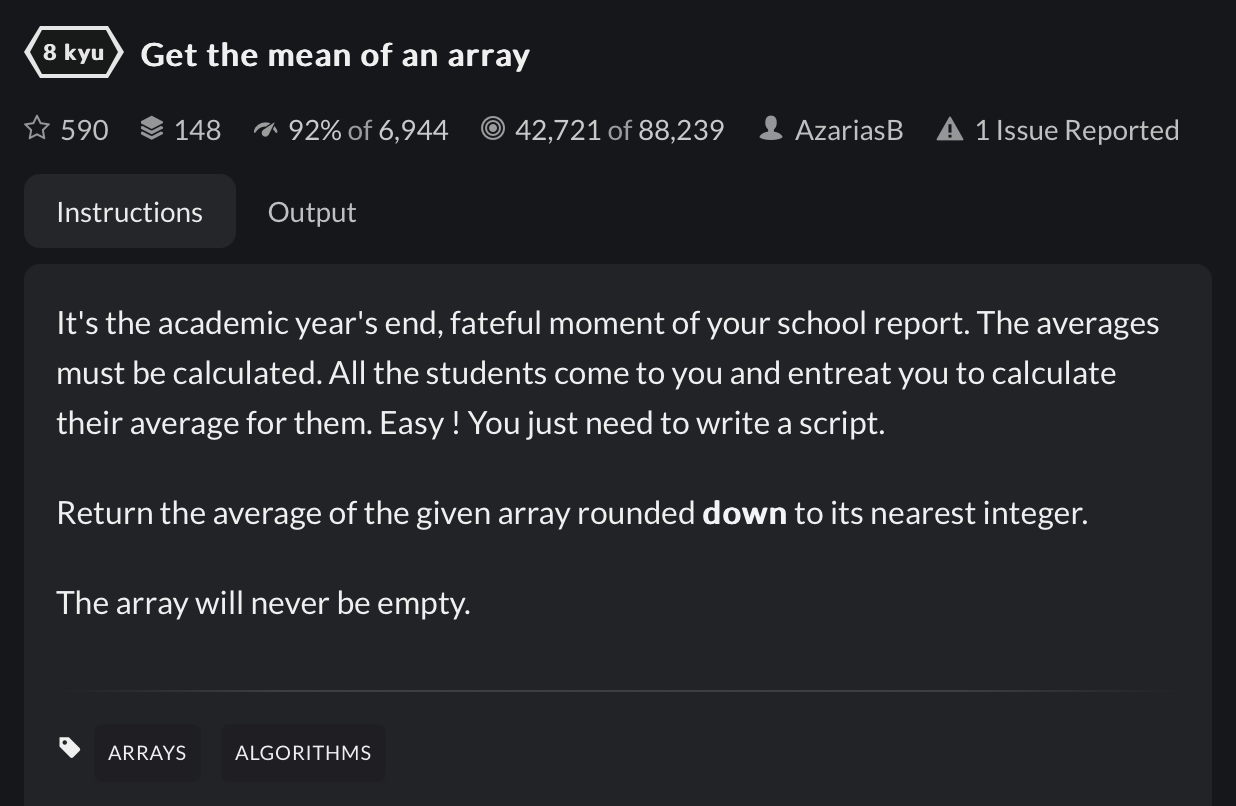 8 kyu Get the mean of an array
590 148 92% of 6,944 42,721 of 88,239 AzariasB 1 Issue Reported
Instructions Output
It's the academic year's end, fateful moment of your school report. The averages
must be calculated. All the students come to you and entreat you to calculate
their average for them. Easy ! You just need to write a script.
Return the average of the given array rounded down to its nearest integer.
The array will never be empty.
ARRAYS ALGORITHMS